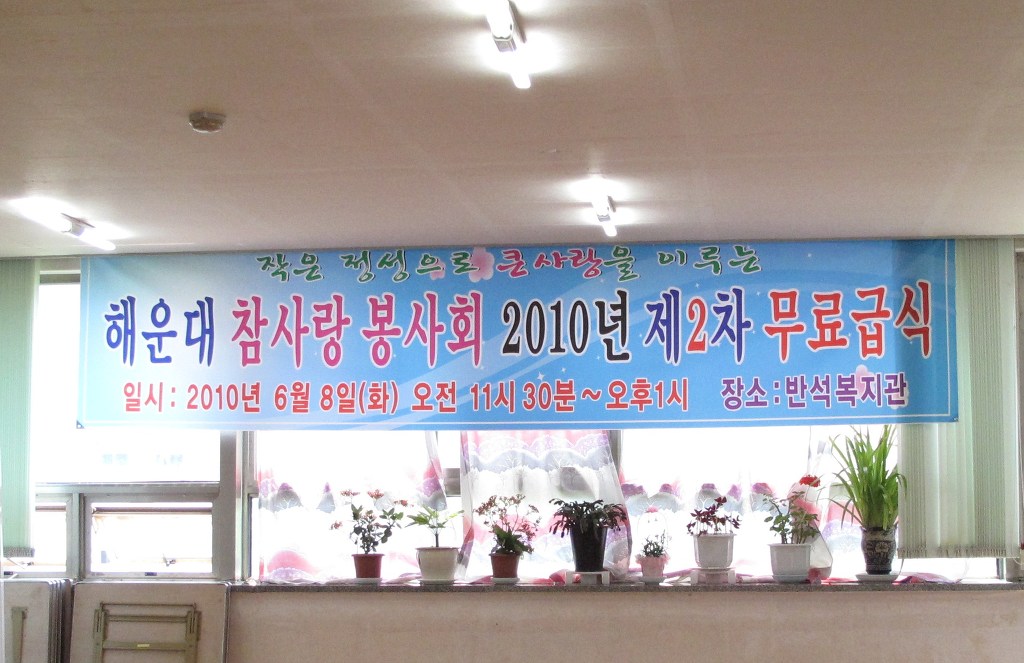 작은 정성으로 큰사랑을 이루는
해운대 참사랑 봉사회 2010년 제2차 무료급식
일시: 2010년 6월 8일(화) 오전 11시 30분~오후1시 장소:반석복지관